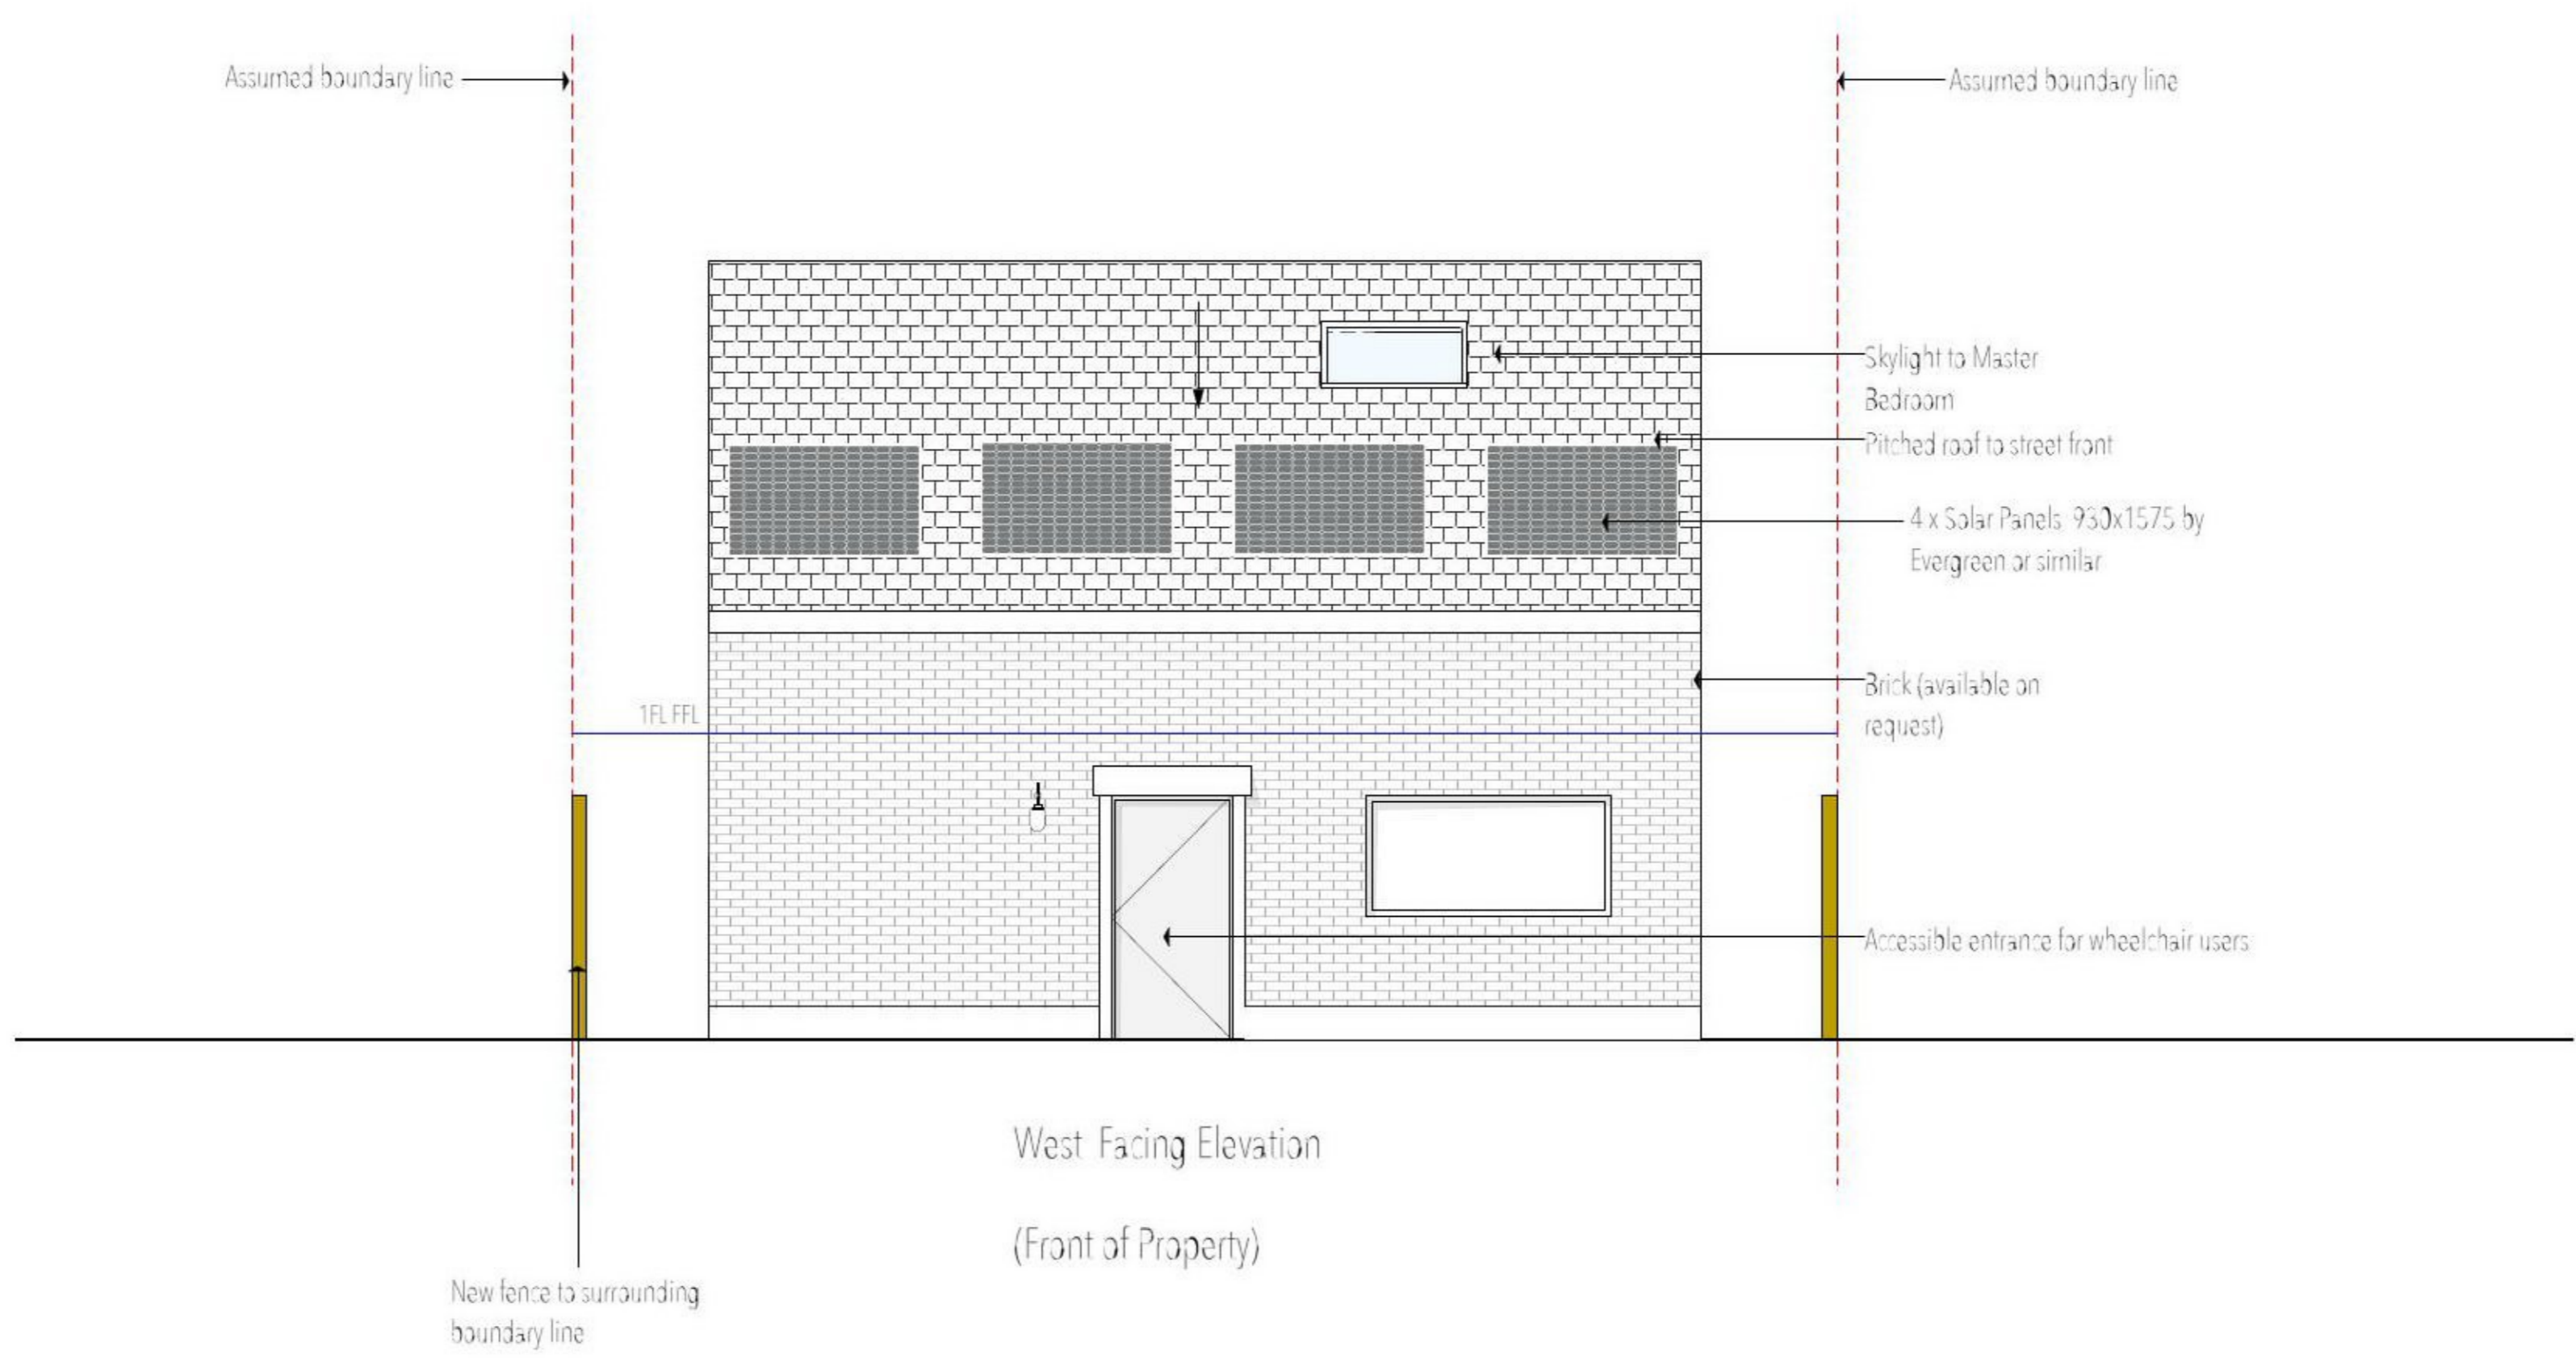 Assumed boundary line
Assumed boundary line
Skylight to Master
Bedroom
Pitched roof to street front
4 x Solar Panels 930x1575 by
Evergreen or similar
Brick (available on
request)
1FL FFL
Accessible entrance for wheelchair users
West Facing Elevation
(Front of Property)
New fence to surrounding
boundary line